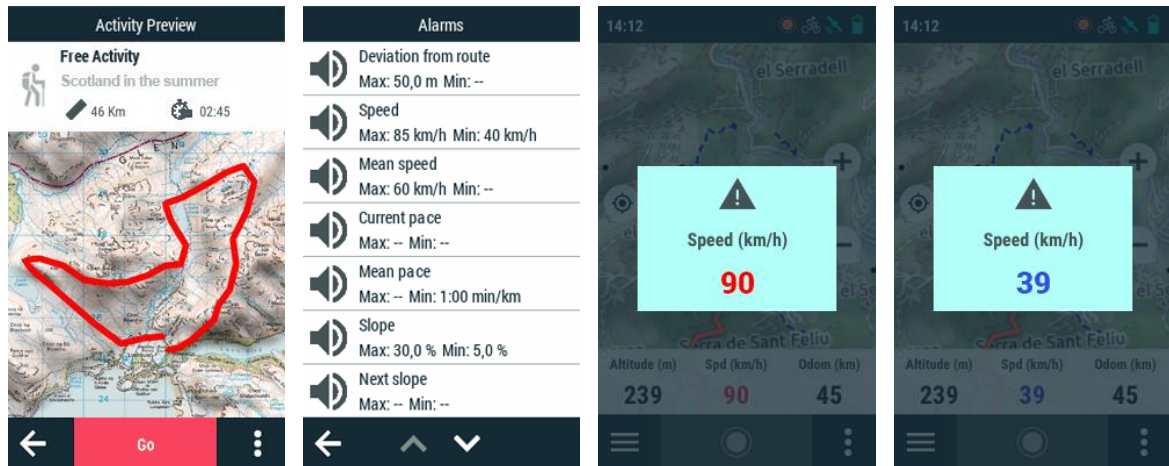 Activity Preview
Free Activity
Scotland in the summer
46 Km 02:45
G L E N
24
Go
Alarms
Deviation from route
Max: 50,0 m Min: --
Speed
Max: 85 km/h Min: 40 km/h
Mean speed
Max: 60 km/h Min: --
Current pace
Max: -- Min: --
Mean pace
Max: -- Min: 1:00 min/km
Slope
Max: 30,0 % Min: 5,0 %
Next slope
Max: -- Min: --
14:12
el Serradell
Speed (km/h)
90
Serra de Sant Feliu
Altitude (m) Spd (km/h) Odom (km)
239 90 45
14:12
el Serradell
Speed (km/h)
39
Serra de Sant Feliu
Altitude (m) Spd (km/h) Odom (km)
239 39 45